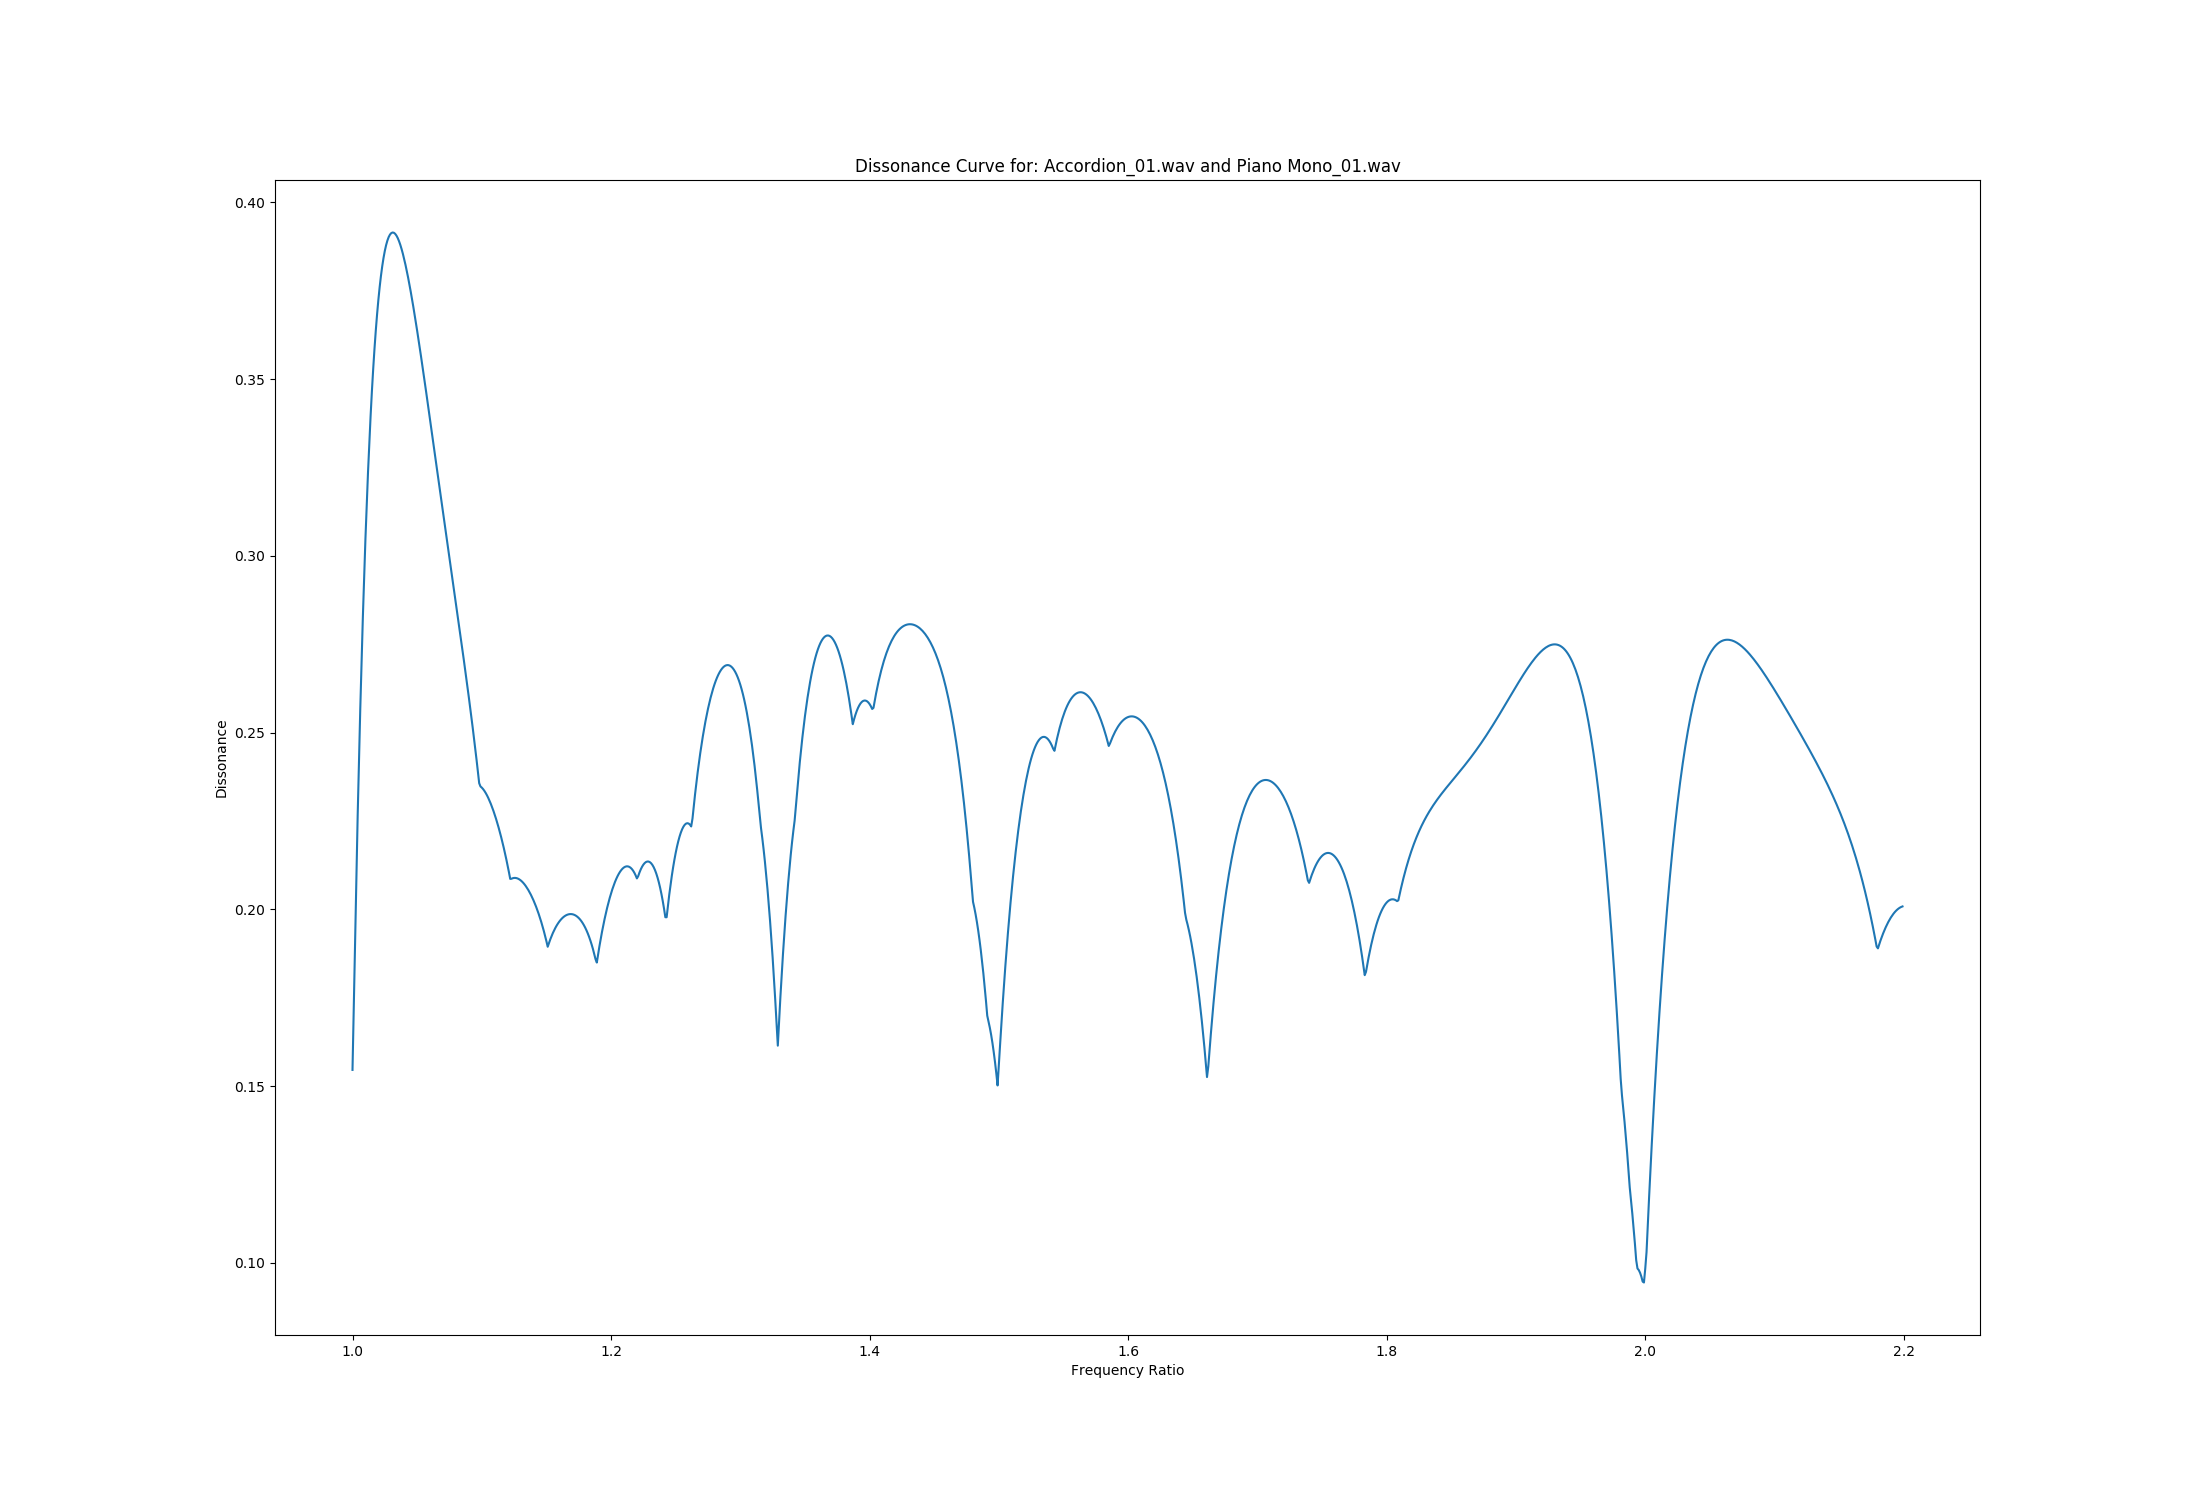 Dissonance Curve for: Accordion_01.wav and Piano Mono_01.wav
0.40
0.35
0.30
0.25
0.20
0.15
0.10
Dissonance
1.0 1.2 1.4 1.6 1.8 2.0 2.2
Frequency Ratio